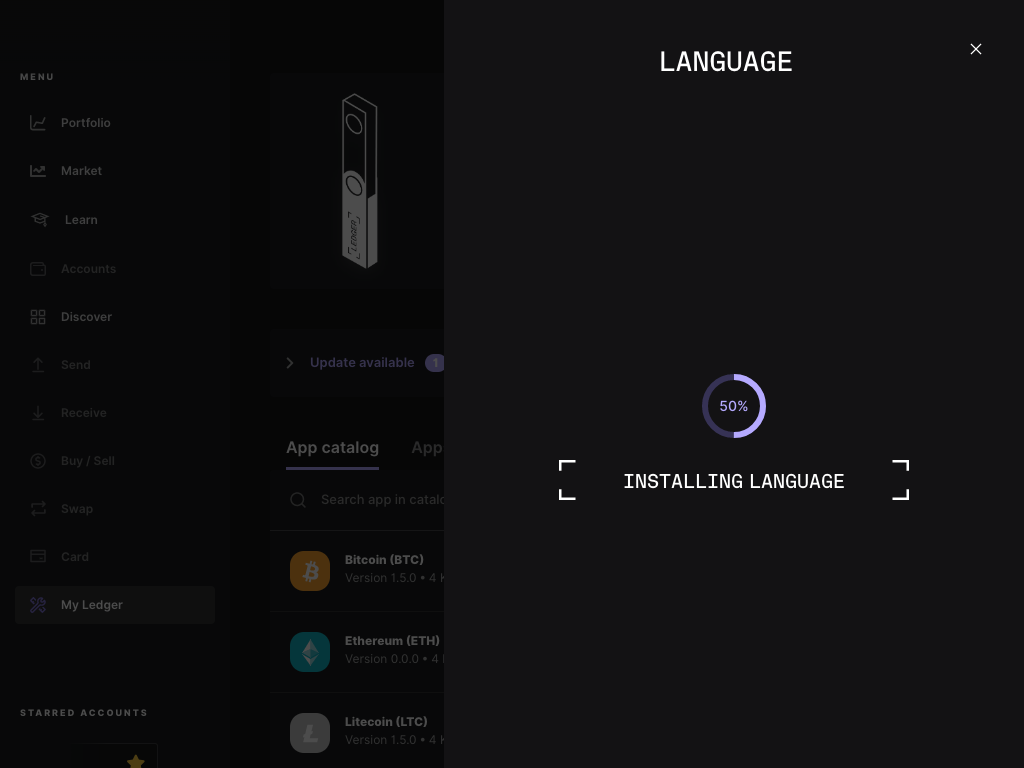 MENU
Portfolio
Market
Learn
Accounts
Discover
Send
Receive
Buy / Sell
Swap
Card
My Ledger
STARRED ACCOUNTS
LEDGER
Update available 1
App catalog App
Search app in catalo
Bitcoin (BTC)
Version 1.5.0 • 4 K
Ethereum (ETH)
Version 0.0.0 • 4
Litecoin (LTC)
Version 1.5.0 • 4 K
LANGUAGE
50%
INSTALLING LANGUAGE